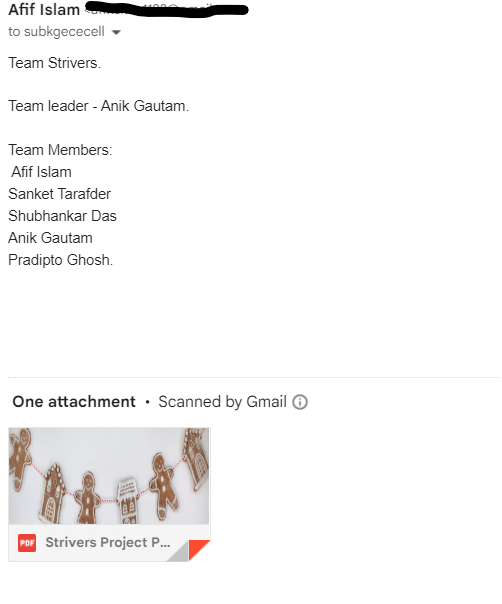 Afif Islam
to subkgececell
Team Strivers.
Team leader - Anik Gautam.
Team Members:
Afif Islam
Sanket Tarafder
Shubhankar Das
Anik Gautam
Pradipto Ghosh.
One attachment • Scanned by Gmail
PDF Strivers Project P...